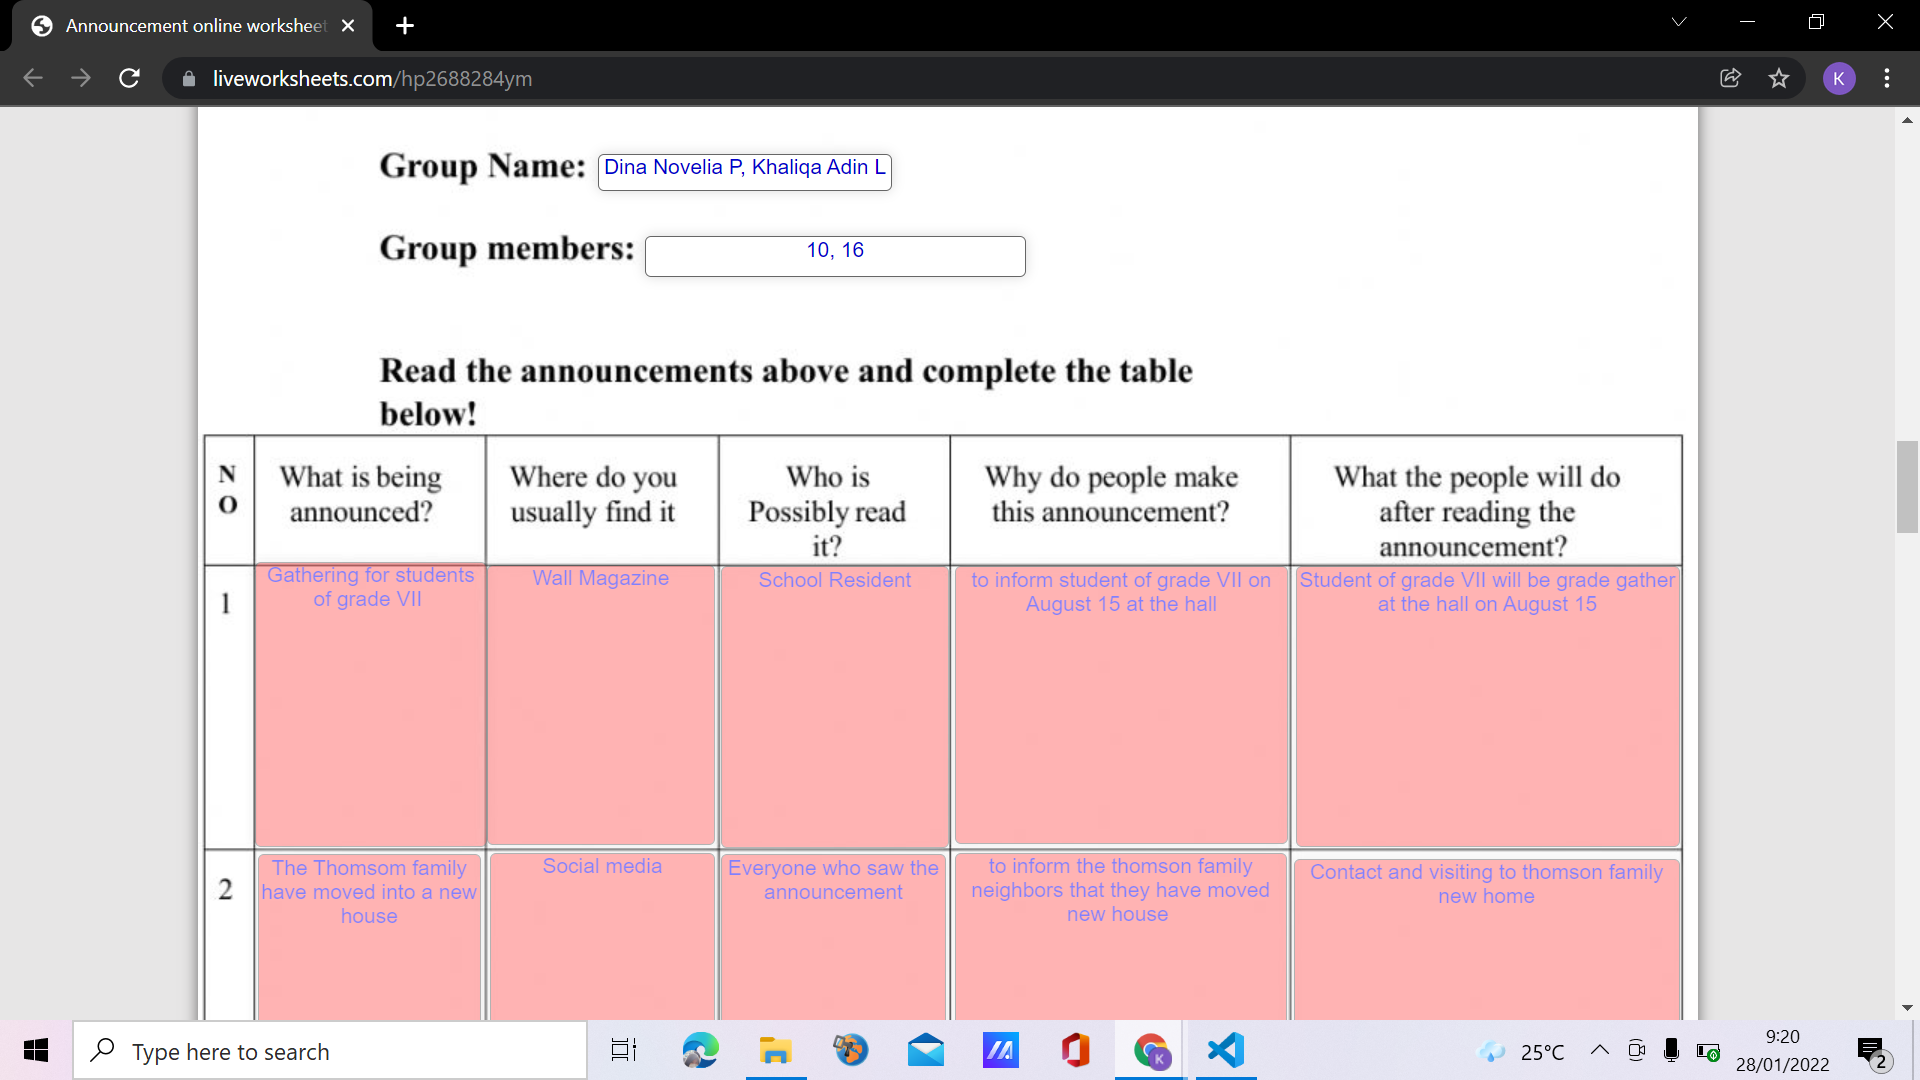 Announcement online worksheet
liveworksheets.com/hp2688284ym
K
Group Name: Dina Novelia P, Khaliqa Adin L
Group members: 10, 16
Read the announcements above and complete the table
below!
N
O
What is being
announced?
Where do you
usually find it
Who is
Possibly read
it?
Why do people make
this announcement?
What the people will do
after reading the
announcement?
1
Gathering for students
of grade VII
Wall Magazine
School Resident
to inform student of grade VII on
August 15 at the hall
Student of grade VII will be grade gather
at the hall on August 15
2
The Thomsom family
have moved into a new
house
Social media
Everyone who saw the
announcement
to inform the thomson family
neighbors that they have moved
new house
Contact and visiting to thomson family
new home
Type here to search
K
25°C
9:20
28/01/2022
2